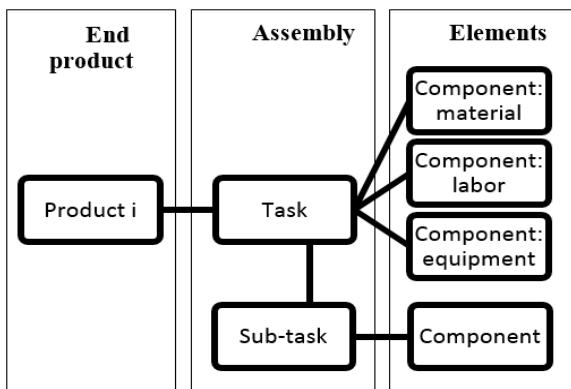 End
product
Assembly
Elements
Component:
material
Component:
labor
Product i
Task
Component:
equipment
Sub-task
Component